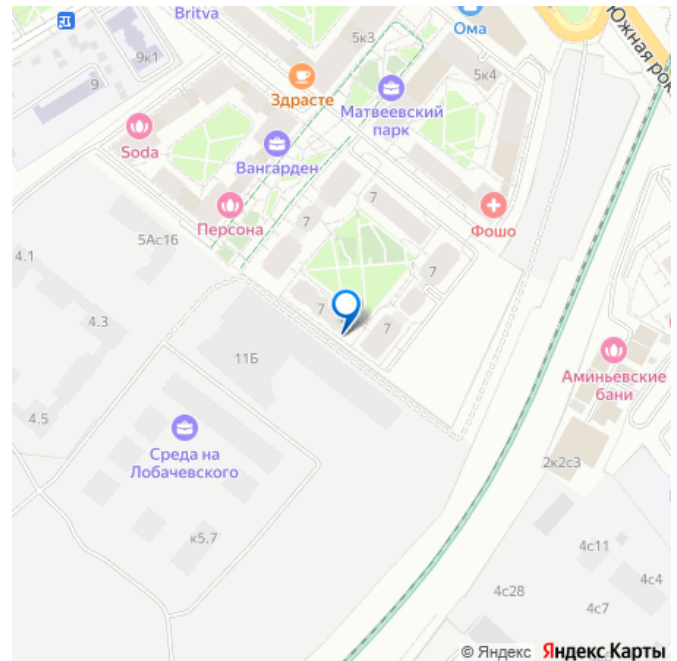 Britva
5к3
Ома
Южная рок
9к1
9
Здрасте
5к4
Матвеевский
парк
Soda
Вангарден
7
Персона
Фошо
5Ас16
7
4.1
7
7
4.3
11Б
Аминьевские
бани
4.5
Среда на
Лобачевского
2к2с3
к5.7
4с11
4с28
4с4
4с7
© Яндекс Яндекс Карты